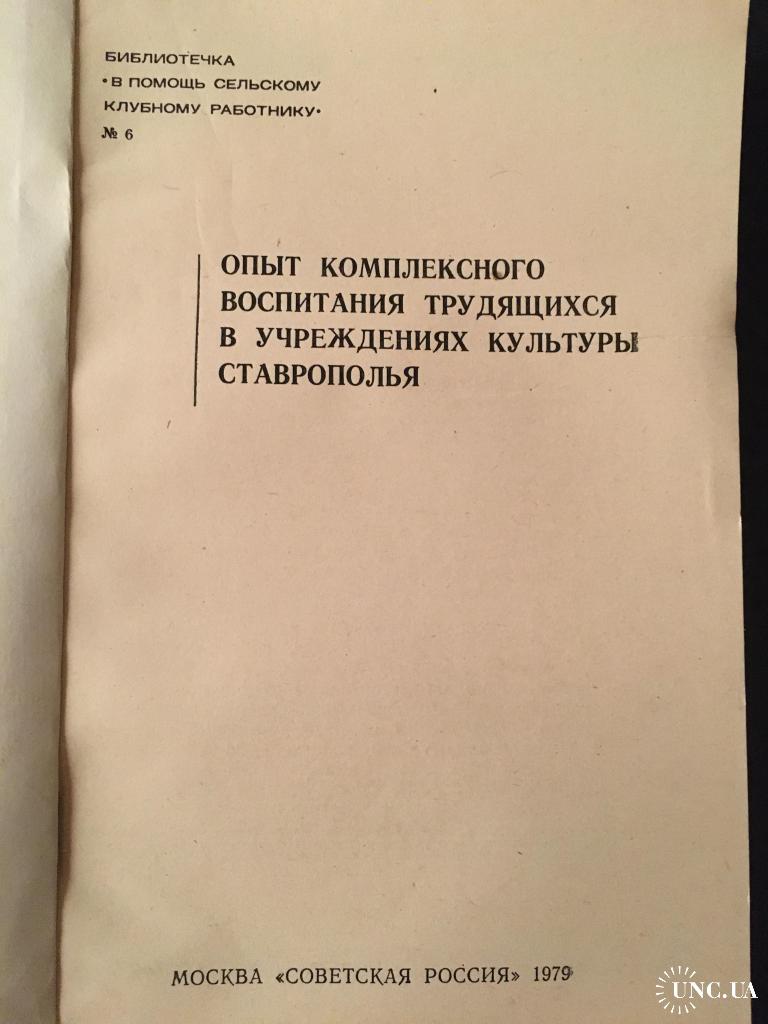 БИБЛИОТЕЧКА
«В ПОМОЩЬ СЕЛЬСКОМУ
КЛУБНОМУ РАБОТНИКУ»
№ 6
ОПЫТ КОМПЛЕКСНОГО
ВОСПИТАНИЯ ТРУДЯЩИХСЯ
В УЧРЕЖДЕНИЯХ КУЛЬТУРЫ
СТАВРОПОЛЬЯ
МОСКВА «СОВЕТСКАЯ РОССИЯ» 1979
UNC.UA